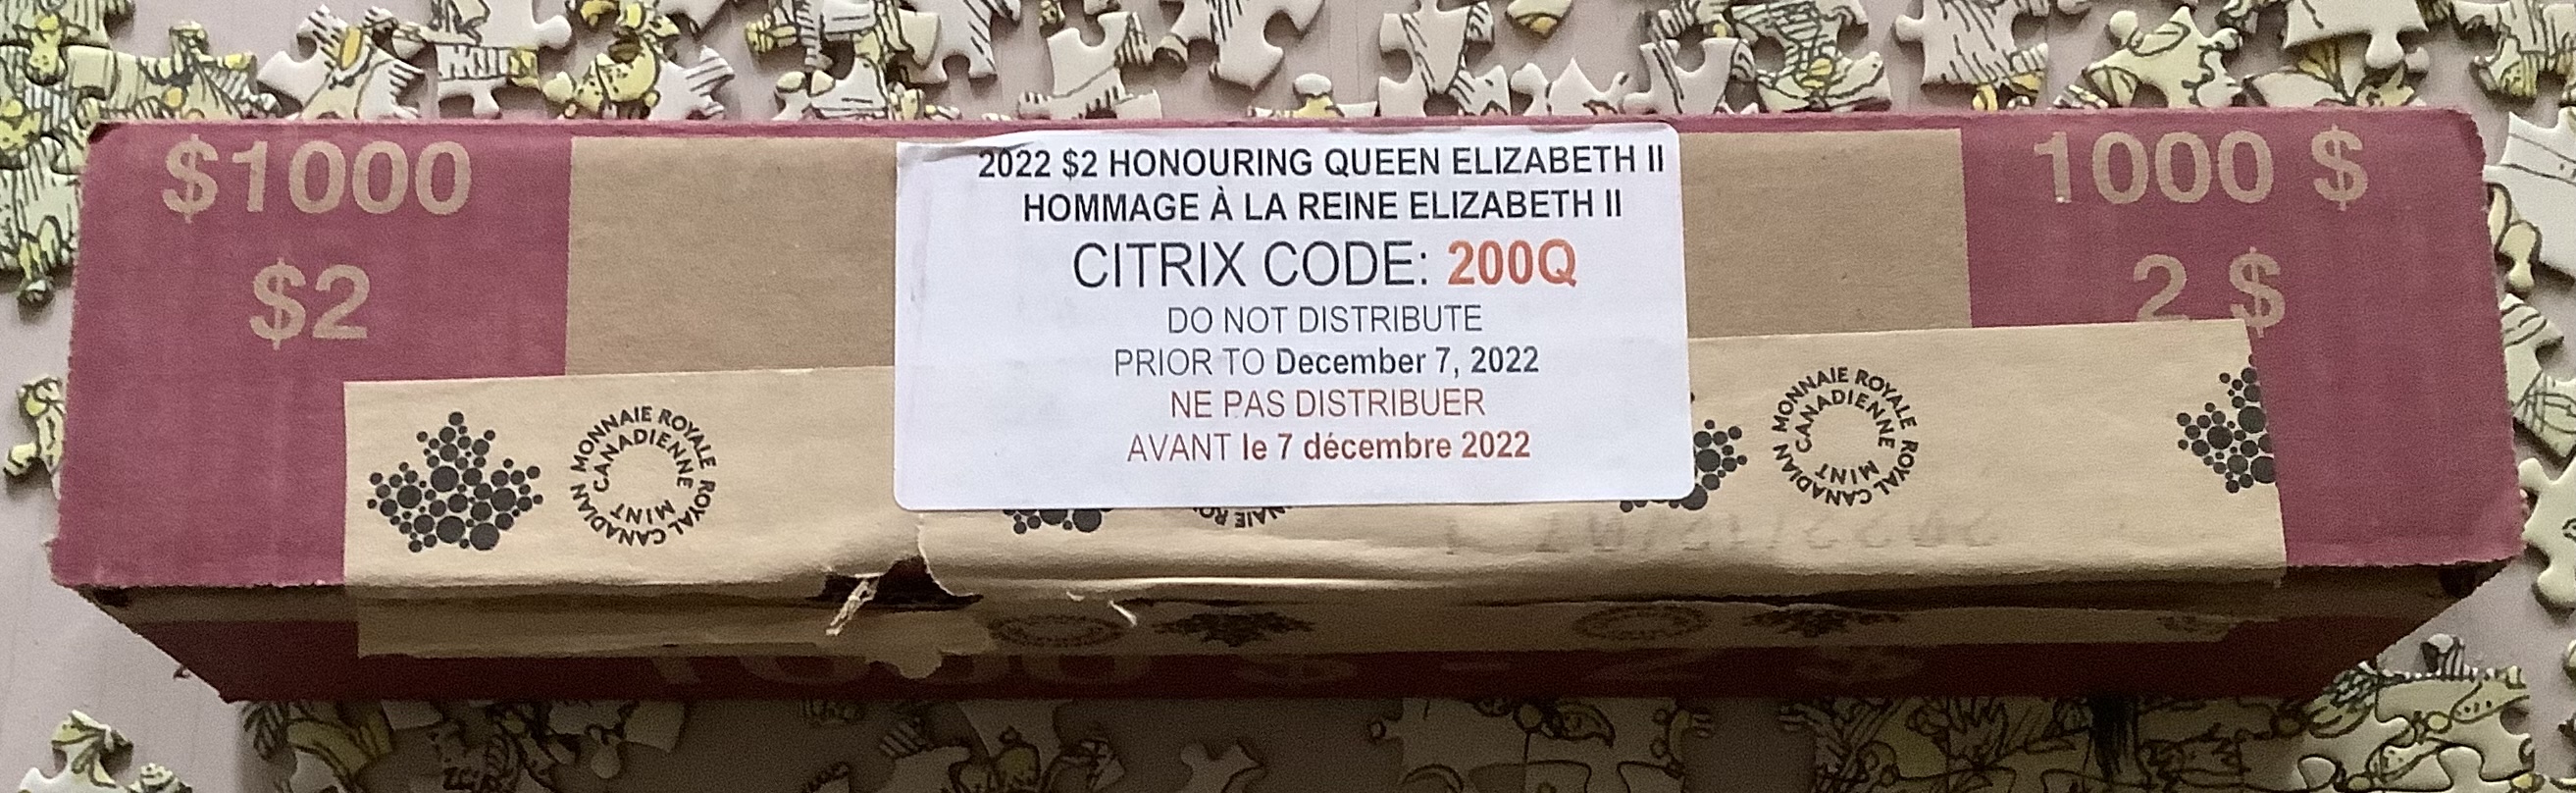 $1000
$2
2022 $2 HONOURING QUEEN ELIZABETH II
HOMMAGE À LA REINE ELIZABETH II
CITRIX CODE: 200Q
DO NOT DISTRIBUTE
PRIOR TO December 7, 2022
NE PAS DISTRIBUER
AVANT le 7 décembre 2022
1000 $
2 $
MONNAIE ROYALE CANADIENNE
ROYAL CANADIAN MINT
MONNAIE ROYALE CANADIENNE
ROYAL CANADIAN MINT
1000 $ - 2 $